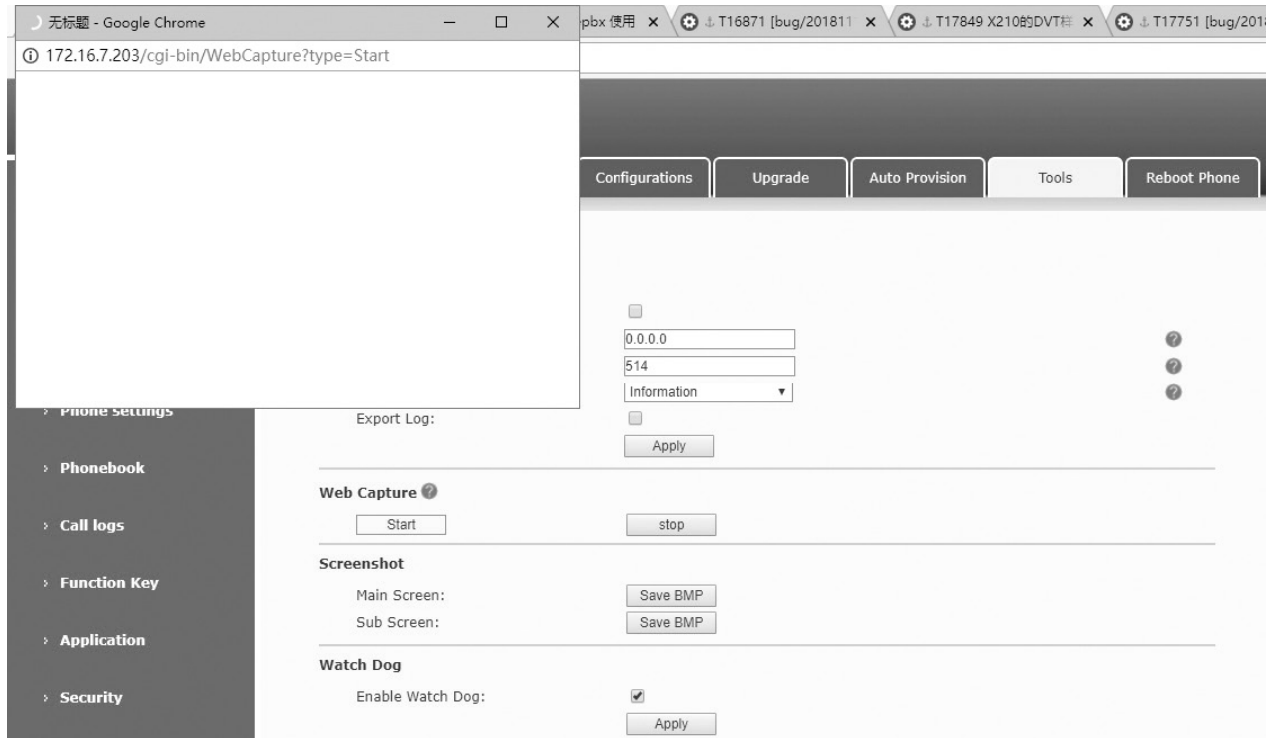 无标题 - Google Chrome
pbx 使用
T16871 [bug/201811
T17849 X210的DVT样
T17751 [bug/201
172.16.7.203/cgi-bin/WebCapture?type=Start
Configurations
Upgrade
Auto Provision
Tools
Reboot Phone
0.0.0.0
514
Information
Phone settings
Export Log:
Apply
Phonebook
Web Capture
Call logs
Start
stop
Screenshot
Function Key
Main Screen:
Save BMP
Sub Screen:
Save BMP
Application
Watch Dog
Security
Enable Watch Dog:
Apply